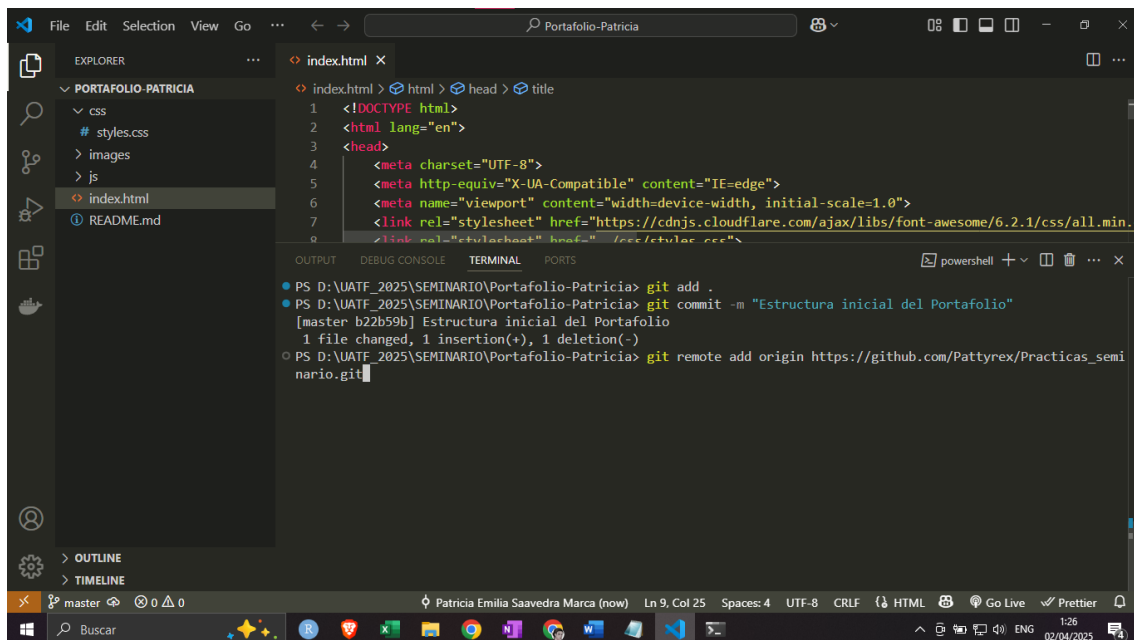 File Edit Selection View Go ··· Portafolio-Patricia
EXPLORER ···
PORTAFOLIO-PATRICIA
css
# styles.css
images
js
index.html
README.md
OUTLINE
TIMELINE
index.html
index.html > html > head > title
1 <!DOCTYPE html>
2 <html lang="en">
3 <head>
4 <meta charset="UTF-8">
5 <meta http-equiv="X-UA-Compatible" content="IE=edge">
6 <meta name="viewport" content="width=device-width, initial-scale=1.0">
7 <link rel="stylesheet" href="https://cdnjs.cloudflare.com/ajax/libs/font-awesome/6.2.1/css/all.min.
8 <link rel="stylesheet" href="../css/styles.css">
OUTPUT DEBUG CONSOLE TERMINAL PORTS powershell
PS D:\UATF_2025\SEMINARIO\Portafolio-Patricia> git add .
PS D:\UATF_2025\SEMINARIO\Portafolio-Patricia> git commit -m "Estructura inicial del Portafolio"
[master b22b59b] Estructura inicial del Portafolio
1 file changed, 1 insertion(+), 1 deletion(-)
PS D:\UATF_2025\SEMINARIO\Portafolio-Patricia> git remote add origin https://github.com/Pattyrex/Practicas_semi
nario.git
master 0 0 Patricia Emilia Saavedra Marca (now) Ln 9, Col 25 Spaces: 4 UTF-8 CRLF HTML Go Live Prettier
Buscar ENG 1:26
02/04/2025